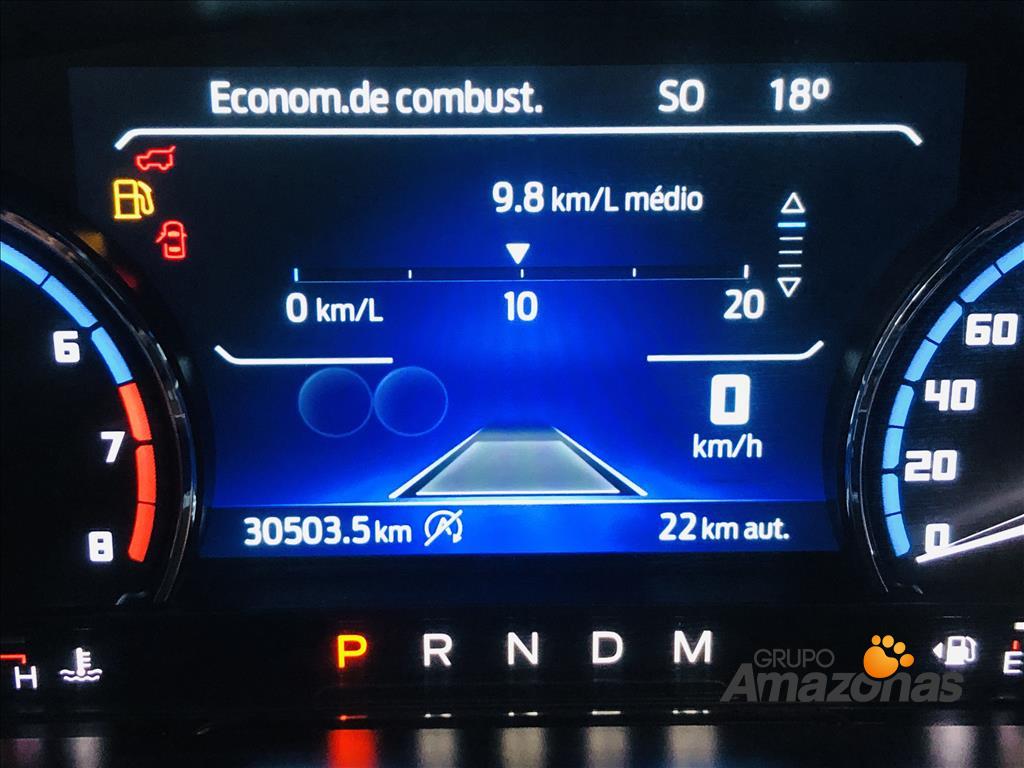 Econom.de combust. SO 18º
9.8 km/L médio
0 km/L 10 20
6
7
8
0
km/h
60
40
20
0
30503.5 km 22 km aut.
H
P R N D M
E
GRUPO
Amazonas